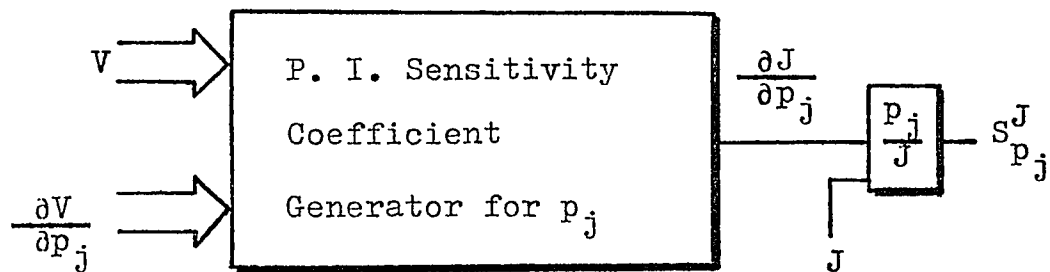 V
P. I. Sensitivity
Coefficient
Generator for p_j
∂V
∂p_j
∂J
∂p_j
p_j
J
S^J_{p_j}
J